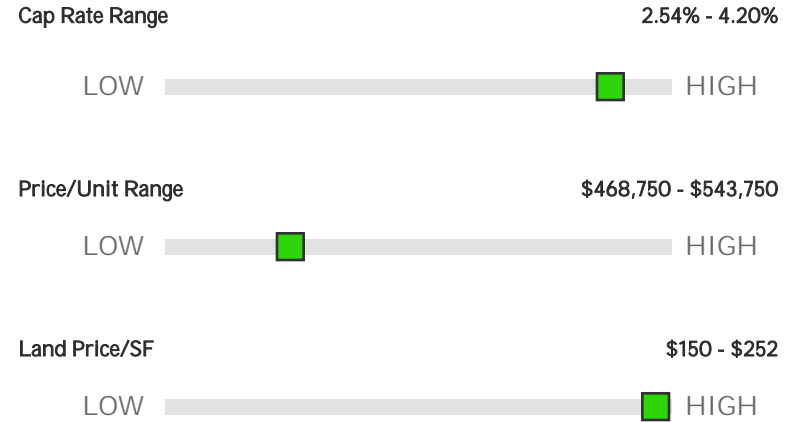 Cap Rate Range 2.54% - 4.20%
LOW HIGH
Price/Unit Range $468,750 - $543,750
LOW HIGH
Land Price/SF $150 - $252
LOW HIGH